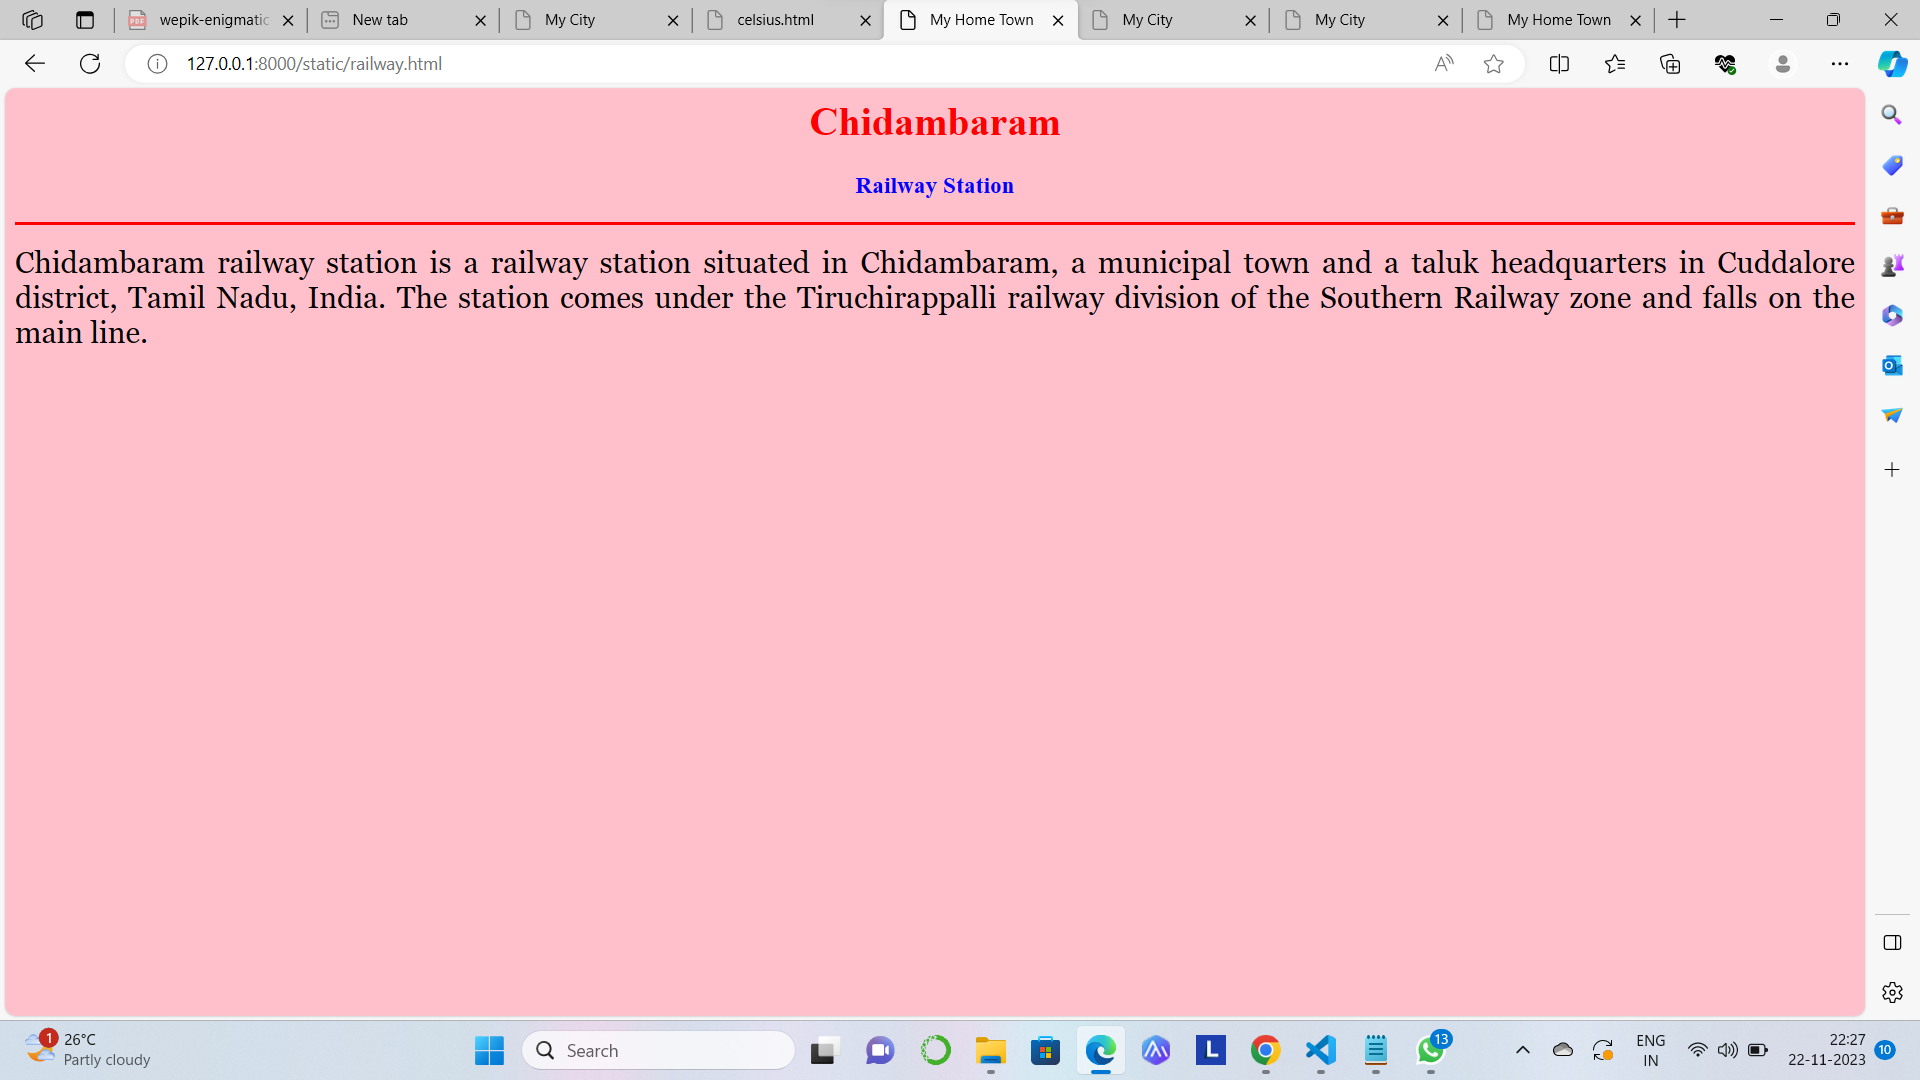 wepik-enigmatic
New tab
My City
celsius.html
My Home Town
My City
My City
My Home Town
127.0.0.1:8000/static/railway.html
Chidambaram
Railway Station
Chidambaram railway station is a railway station situated in Chidambaram, a municipal town and a taluk headquarters in Cuddalore
district, Tamil Nadu, India. The station comes under the Tiruchirappalli railway division of the Southern Railway zone and falls on the
main line.
1
26°C
Partly cloudy
Search
L
13
ENG
IN
22:27
22-11-2023
10